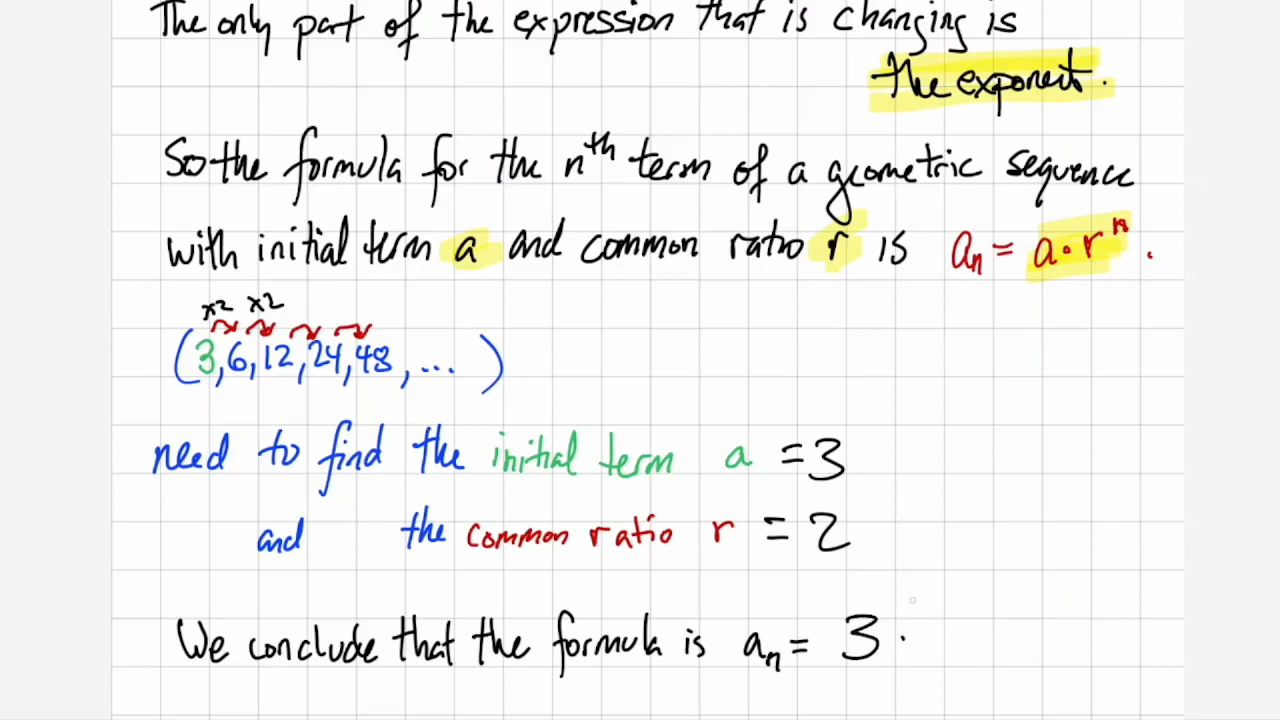 The only part of the expression that is changing is
the exponent.
So the formula for the nth term of a geometric sequence
with initial term a and common ratio r is aₙ = a · rⁿ .
×2 ×2
(3, 6, 12, 24, 48, ... )
need to find the initial term a = 3
and the common ratio r = 2
We conclude that the formula is aₙ = 3 ·